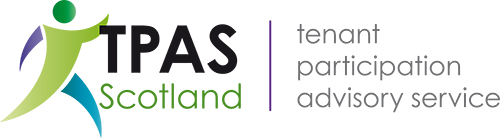 TPAS
Scotland
tenant
participation
advisory service